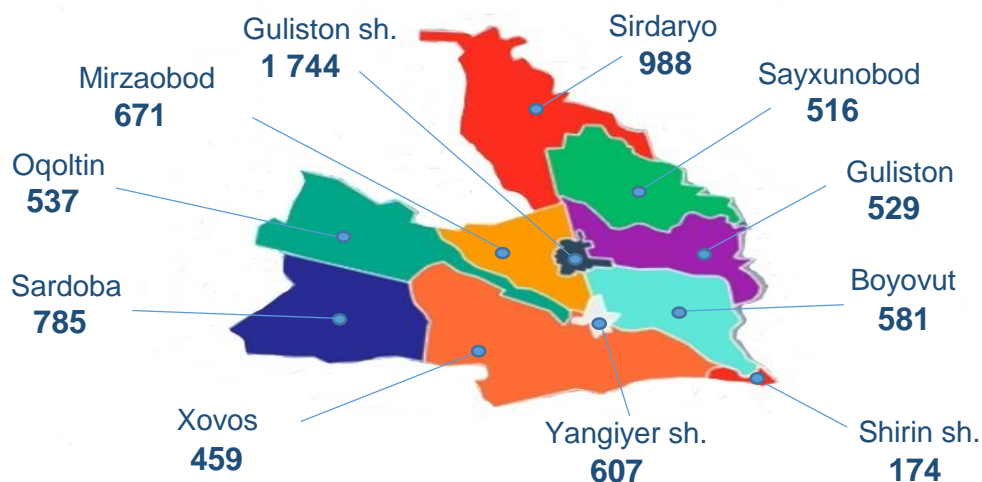 Guliston sh.
1 744
Sirdaryo
988
Mirzaobod
671
Sayxunobod
516
Oqoltin
537
Guliston
529
Sardoba
785
Boyovut
581
Xovos
459
Yangiyer sh.
607
Shirin sh.
174